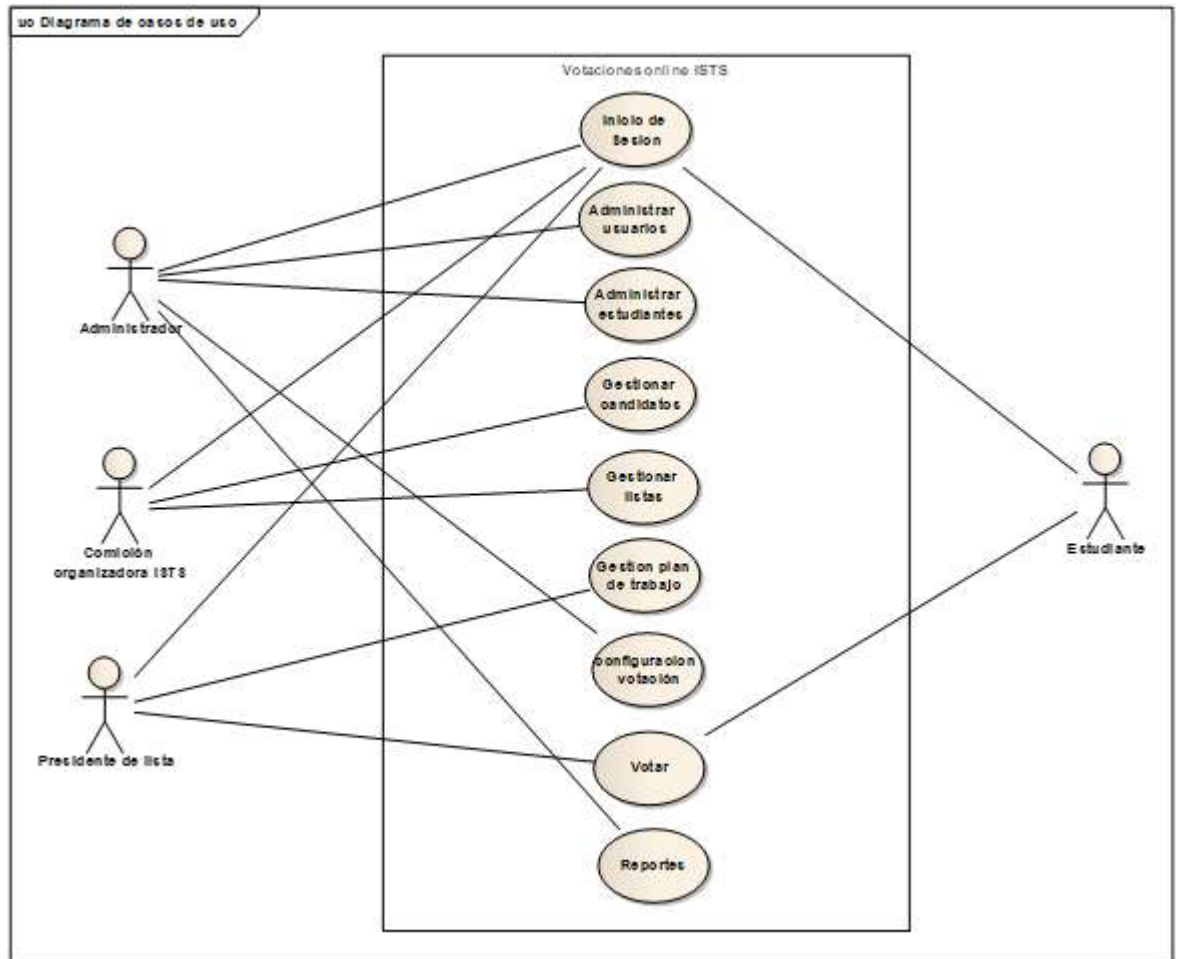 uc Diagrama de casos de uso
Votaciones online ISTS
Inicio de
Sesion
Administrar
usuarios
Administrar
estudiantes
Administrador
Gestionar
candidatos
Gestionar
listas
Comición
organizadora ISTS
Estudiante
Gestion plan
de trabajo
configuracion
votación
Presidente de lista
Votar
Reportes